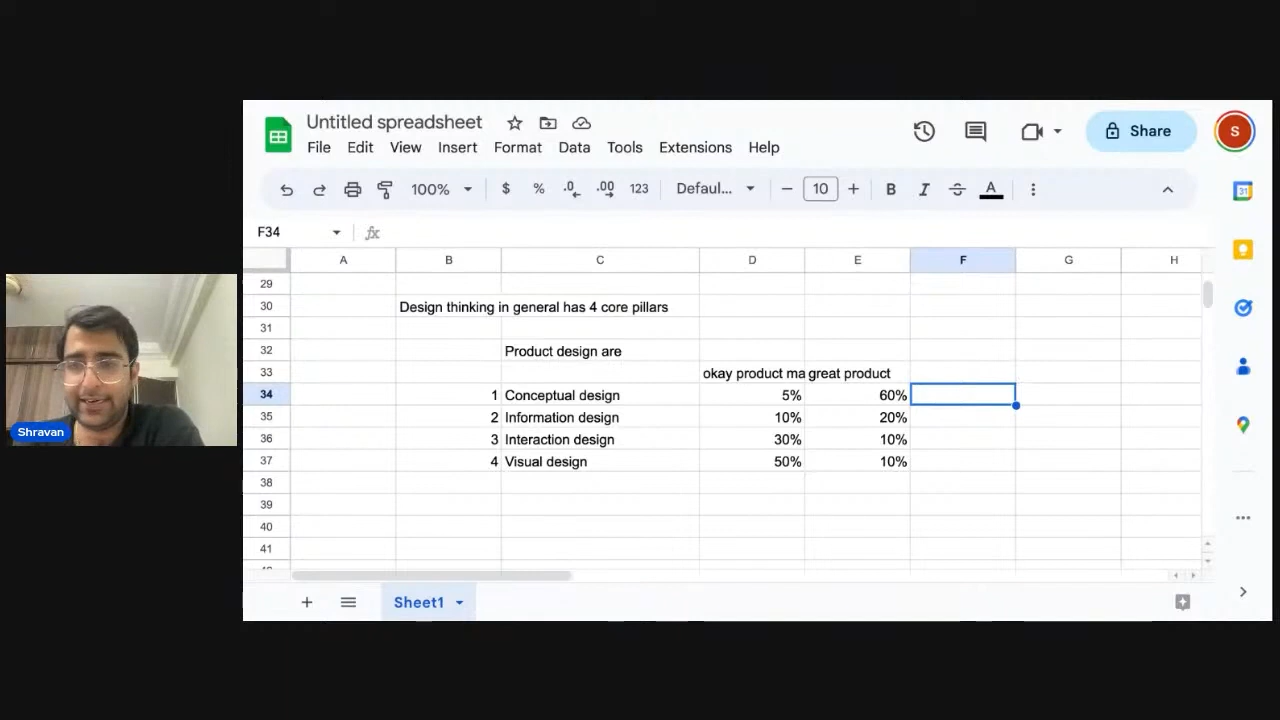 Untitled spreadsheet
File Edit View Insert Format Data Tools Extensions Help
Share
S
100% $ % .0 .00 123 Defaul... 10 B I S A
31
F34 fx
A B C D E F G H
29
30 Design thinking in general has 4 core pillars
31
32 Product design are
33 okay product ma great product
34 1 Conceptual design 5% 60%
35 2 Information design 10% 20%
36 3 Interaction design 30% 10%
37 4 Visual design 50% 10%
38
39
40
41
Shravan
Sheet1